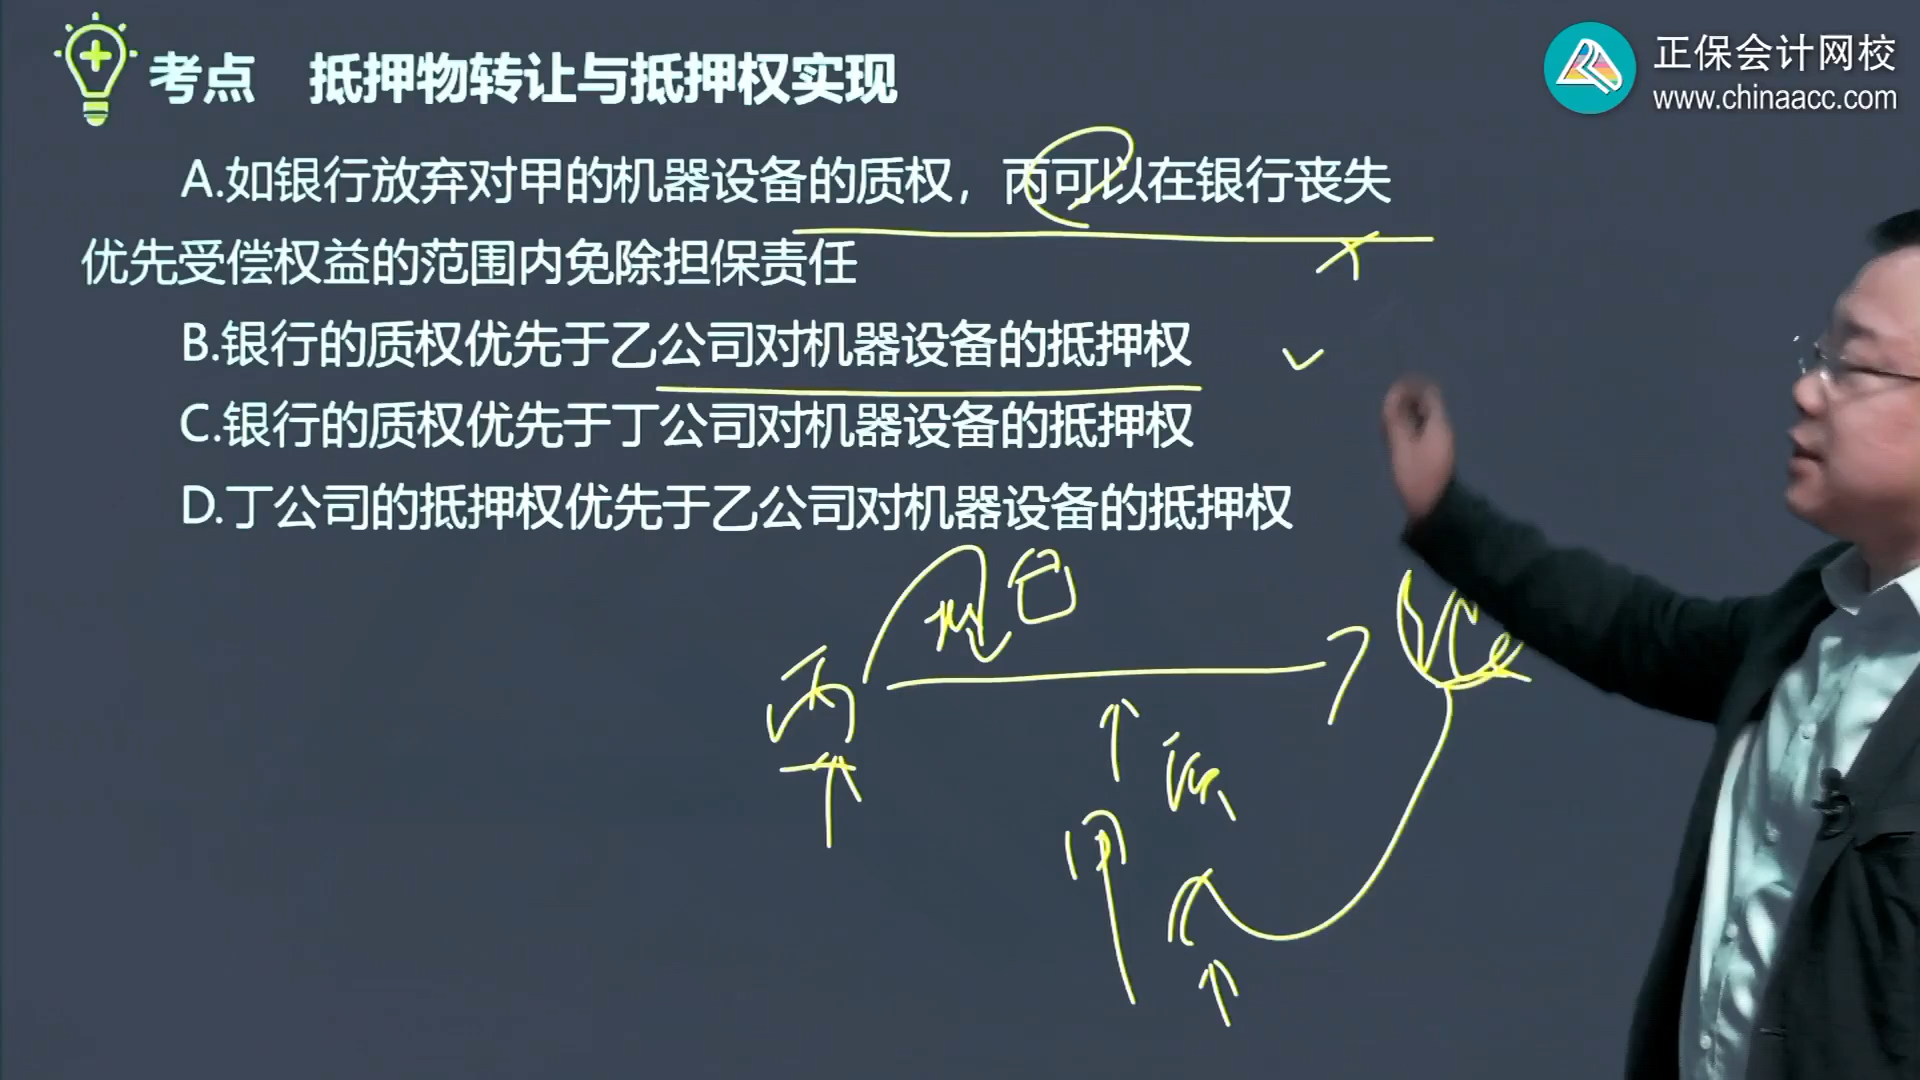 考点 抵押物转让与抵押权实现
正保会计网校
www.chinaacc.com
A.如银行放弃对甲的机器设备的质权，丙可以在银行丧失
优先受偿权益的范围内免除担保责任
B.银行的质权优先于乙公司对机器设备的抵押权
C.银行的质权优先于丁公司对机器设备的抵押权
D.丁公司的抵押权优先于乙公司对机器设备的抵押权
丙
甲